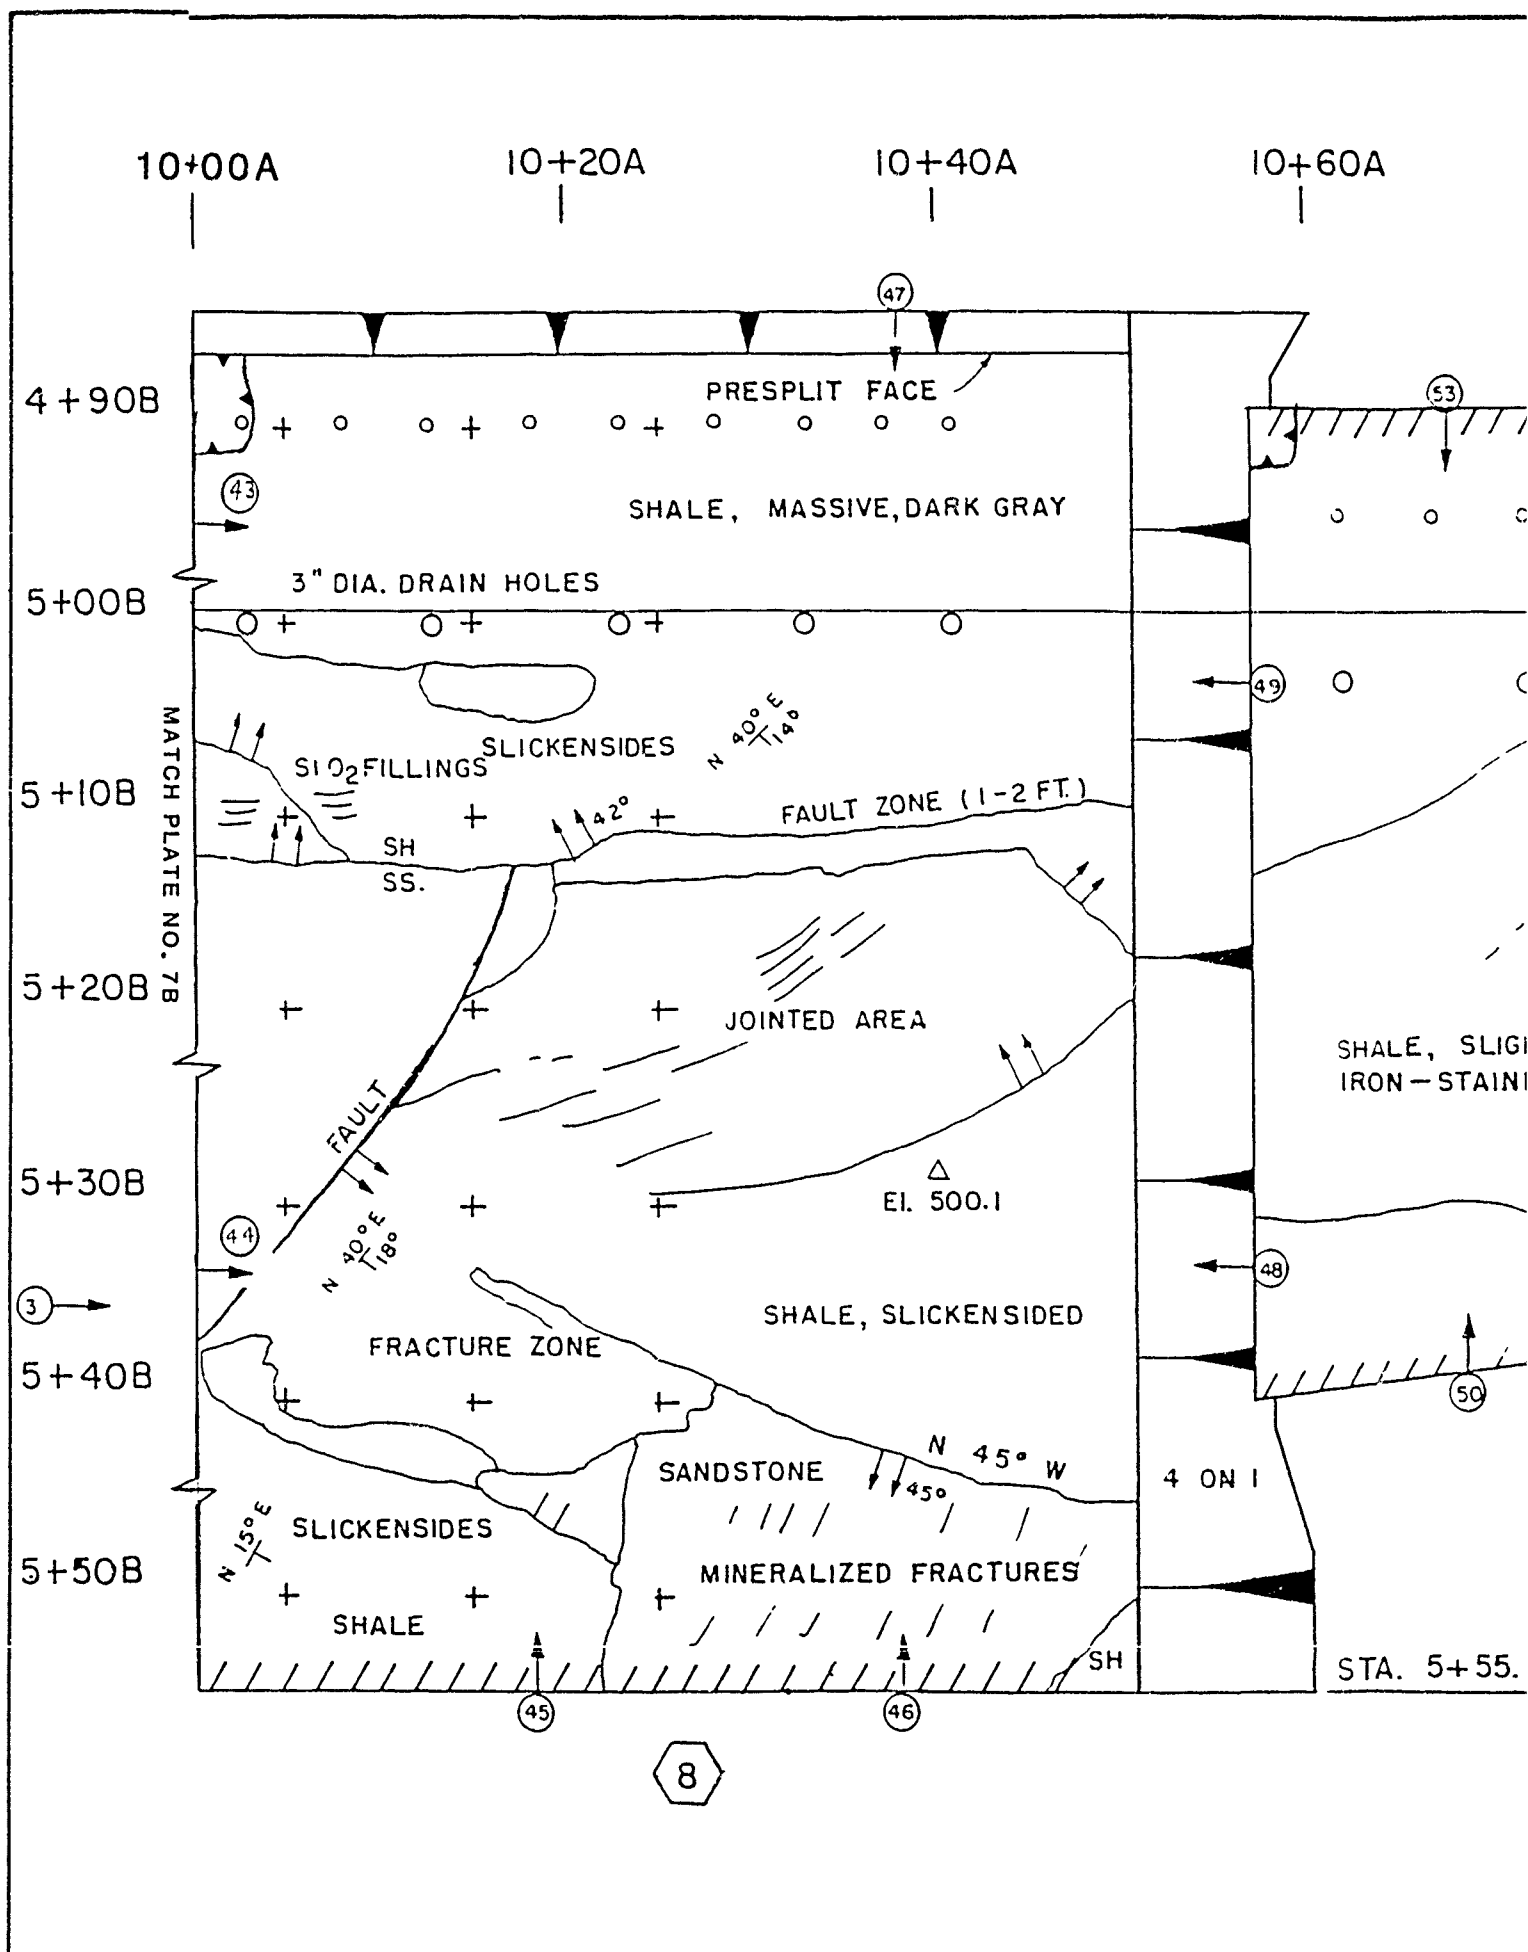 10+00A 10+20A 10+40A 10+60A
47
4+90B
PRESPLIT FACE
53
43
SHALE, MASSIVE, DARK GRAY
3" DIA. DRAIN HOLES
5+00B
49
N 40° E
14°
MATCH PLATE NO. 7B
SLICKENSIDES
SIO2 FILLINGS
5+10B
FAULT ZONE (1-2 FT.)
42°
SH
SS.
5+20B
JOINTED AREA
SHALE, SLIGI
IRON-STAINI
FAULT
5+30B
El. 500.1
44
N 40° E
18°
48
3
SHALE, SLICKENSIDED
FRACTURE ZONE
5+40B
50
N 45° W
SANDSTONE
45°
4 ON 1
N 15° E
SLICKENSIDES
5+50B
MINERALIZED FRACTURES
SHALE
SH
STA. 5+55.
45
46
8